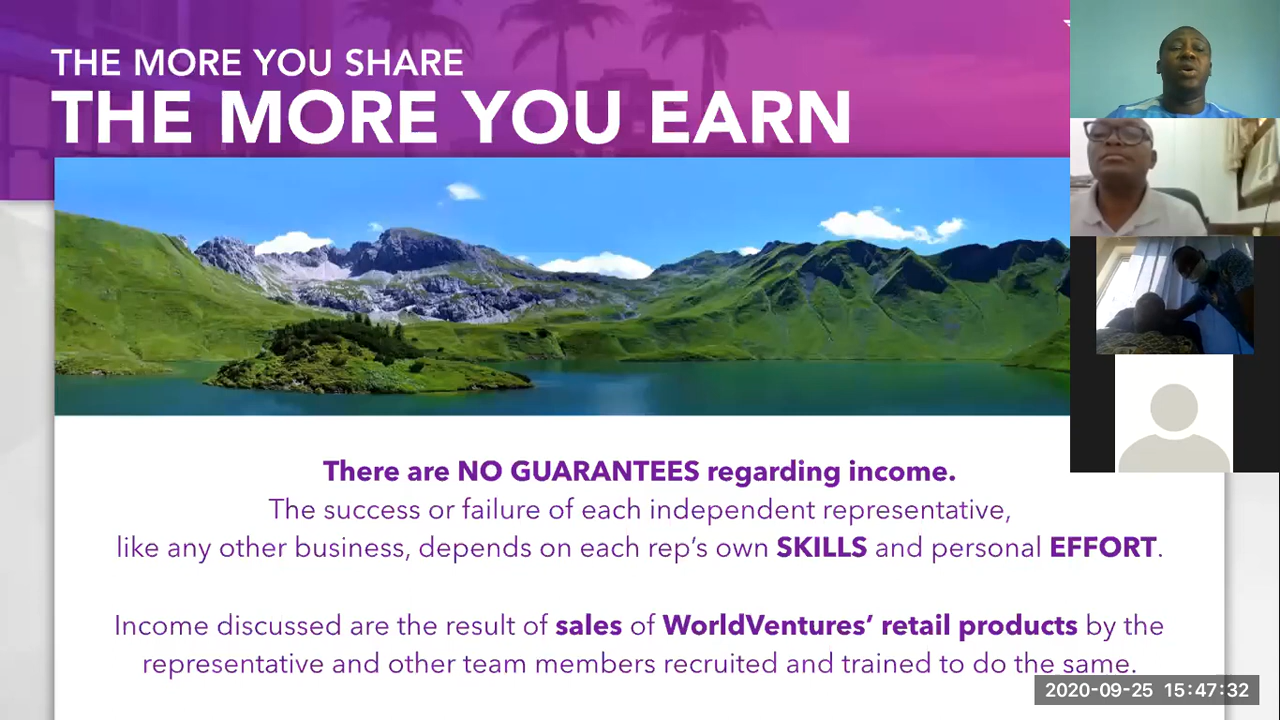 THE MORE YOU SHARE
THE MORE YOU EARN
There are NO GUARANTEES regarding income.
The success or failure of each independent representative,
like any other business, depends on each rep's own SKILLS and personal EFFORT.
Income discussed are the result of sales of WorldVentures' retail products by the
representative and other team members recruited and trained to do the same.
2020-09-25 15:47:32